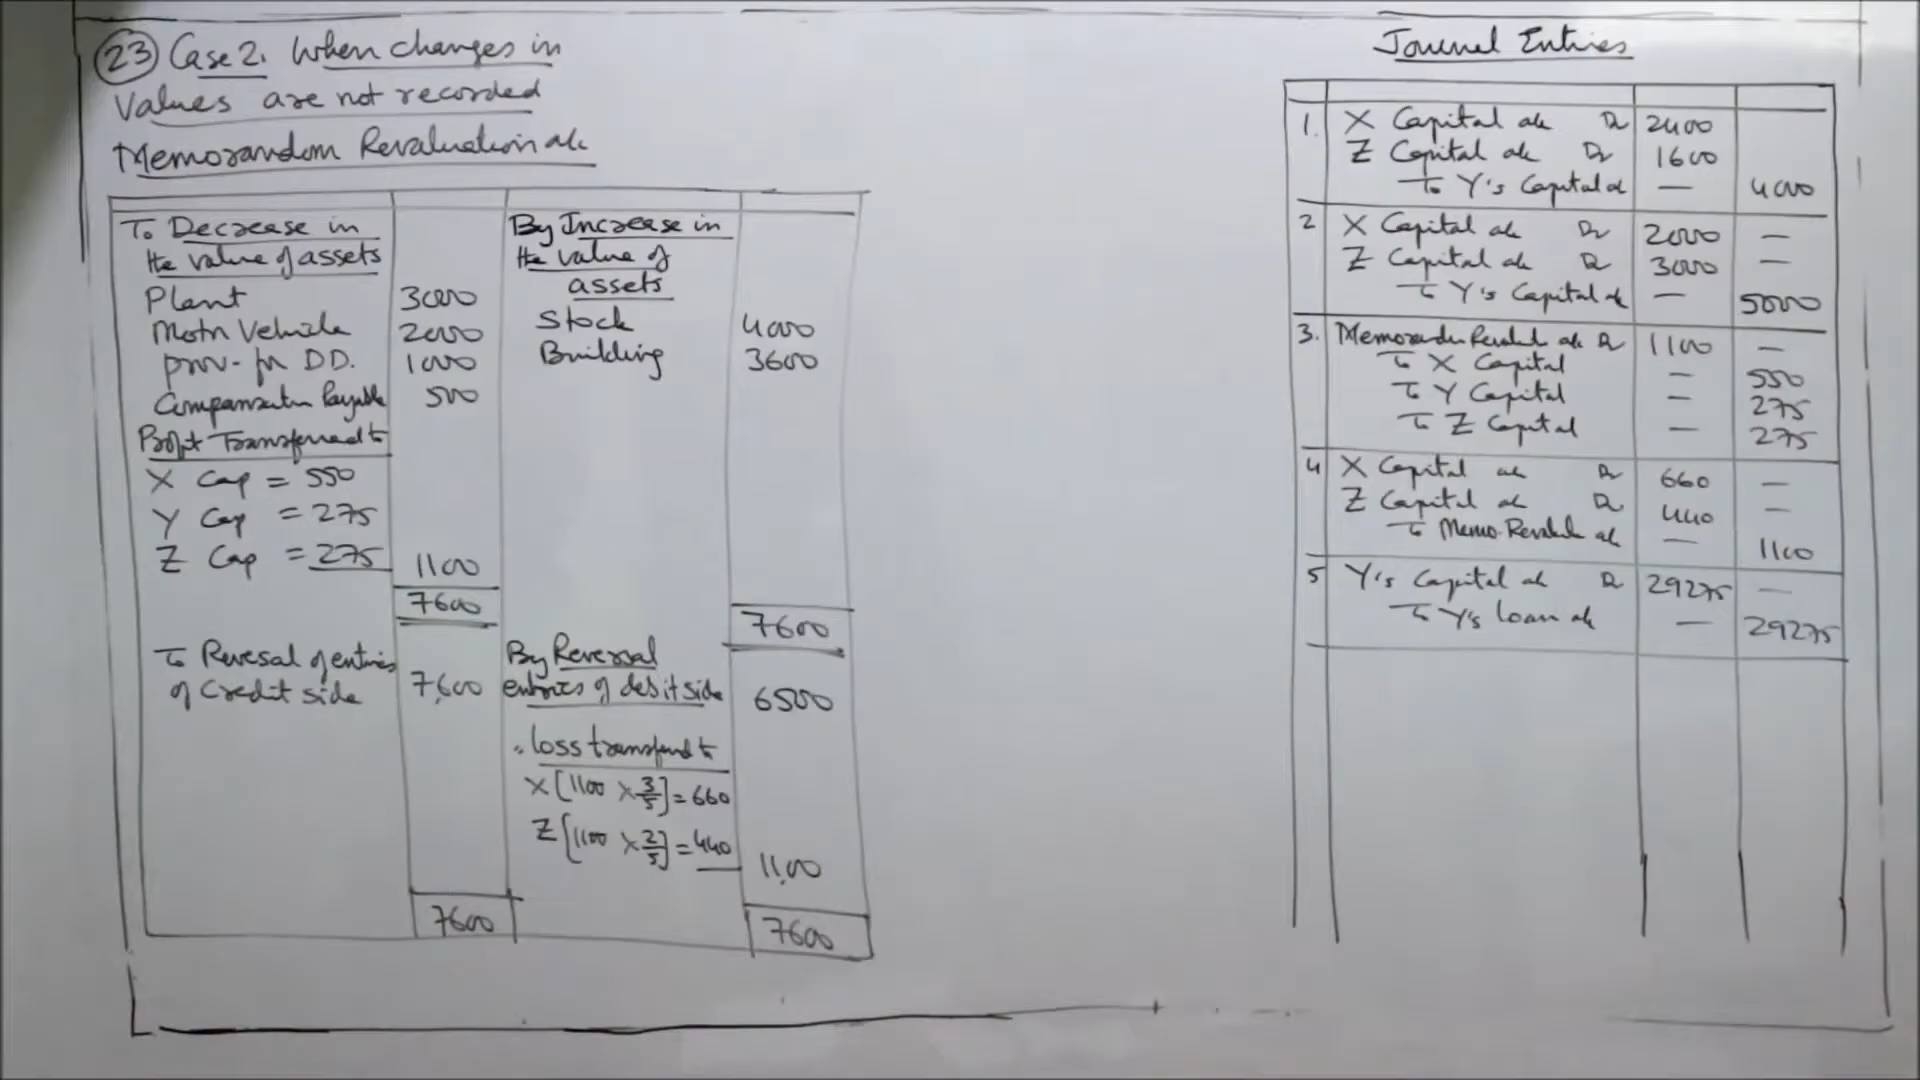 23 Case 2. When changes in
Values are not recorded
Memorandum Revaluation a/c
To Decrease in
the value of assets
Plant 3000
Motor Vehicle 2000
prov- for D.D. 1000
Compensation Payable 500
Profit Transferred to
X Cap = 550
Y Cap = 275
Z Cap = 275 1100
7600
To Reversal of entries
of Credit side 7,600
7600
By Increase in
the value of
assets
Stock 4000
Building 3600
7600
By Reversal
entries of debit side 6500
" loss transferred to
X [1100 × 3/5] = 660
Z [1100 × 2/5] = 440 1100
7600
Journal Entries
1. X Capital a/c Dr 2400
Z Capital a/c Dr 1600
To Y's Capital a/c — 4000
2 X Capital a/c Dr 2000 —
Z Capital a/c Dr 3000 —
To Y's Capital a/c — 5000
3. Memorandum Revalu a/c Dr 1100 —
To X Capital — 550
To Y Capital — 275
To Z Capital — 275
4 X Capital a/c Dr 660 —
Z Capital a/c Dr 440 —
To Memo. Revalu a/c — 1100
5 Y's Capital a/c Dr 29275 —
To Y's loan a/c — 29275